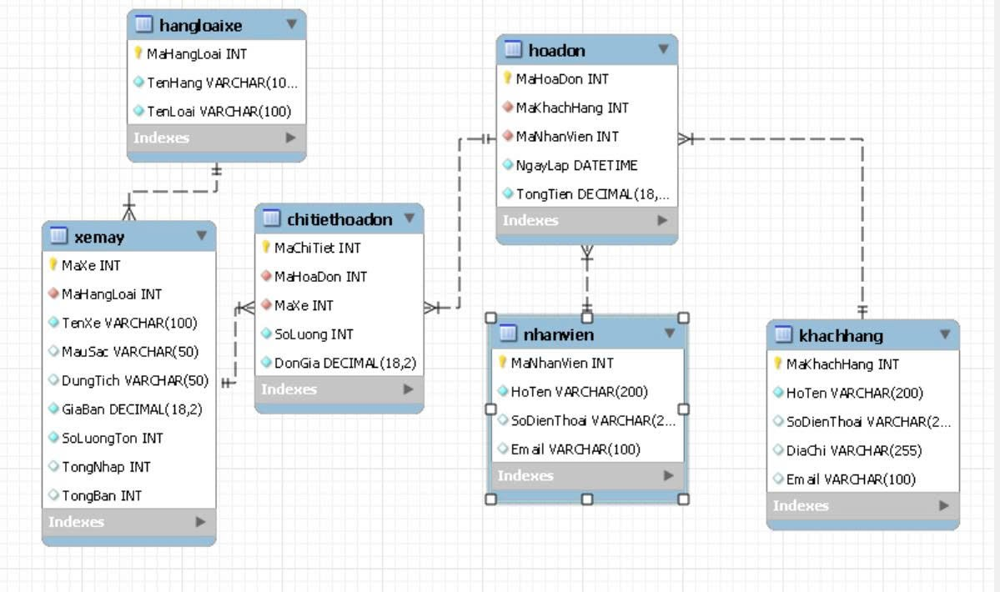 hangloaixe
MaHangLoai INT
TenHang VARCHAR(10...
TenLoai VARCHAR(100)
Indexes
xemay
MaXe INT
MaHangLoai INT
TenXe VARCHAR(100)
MauSac VARCHAR(50)
DungTich VARCHAR(50)
GiaBan DECIMAL(18,2)
SoLuongTon INT
TongNhap INT
TongBan INT
Indexes
chitiethoadon
MaChiTiet INT
MaHoaDon INT
MaXe INT
SoLuong INT
DonGia DECIMAL(18,2)
Indexes
hoadon
MaHoaDon INT
MaKhachHang INT
MaNhanVien INT
NgayLap DATETIME
TongTien DECIMAL(18,...
Indexes
nhanvien
MaNhanVien INT
HoTen VARCHAR(200)
SoDienThoai VARCHAR(2...
Email VARCHAR(100)
Indexes
khachhang
MaKhachHang INT
HoTen VARCHAR(200)
SoDienThoai VARCHAR(2...
DiaChi VARCHAR(255)
Email VARCHAR(100)
Indexes